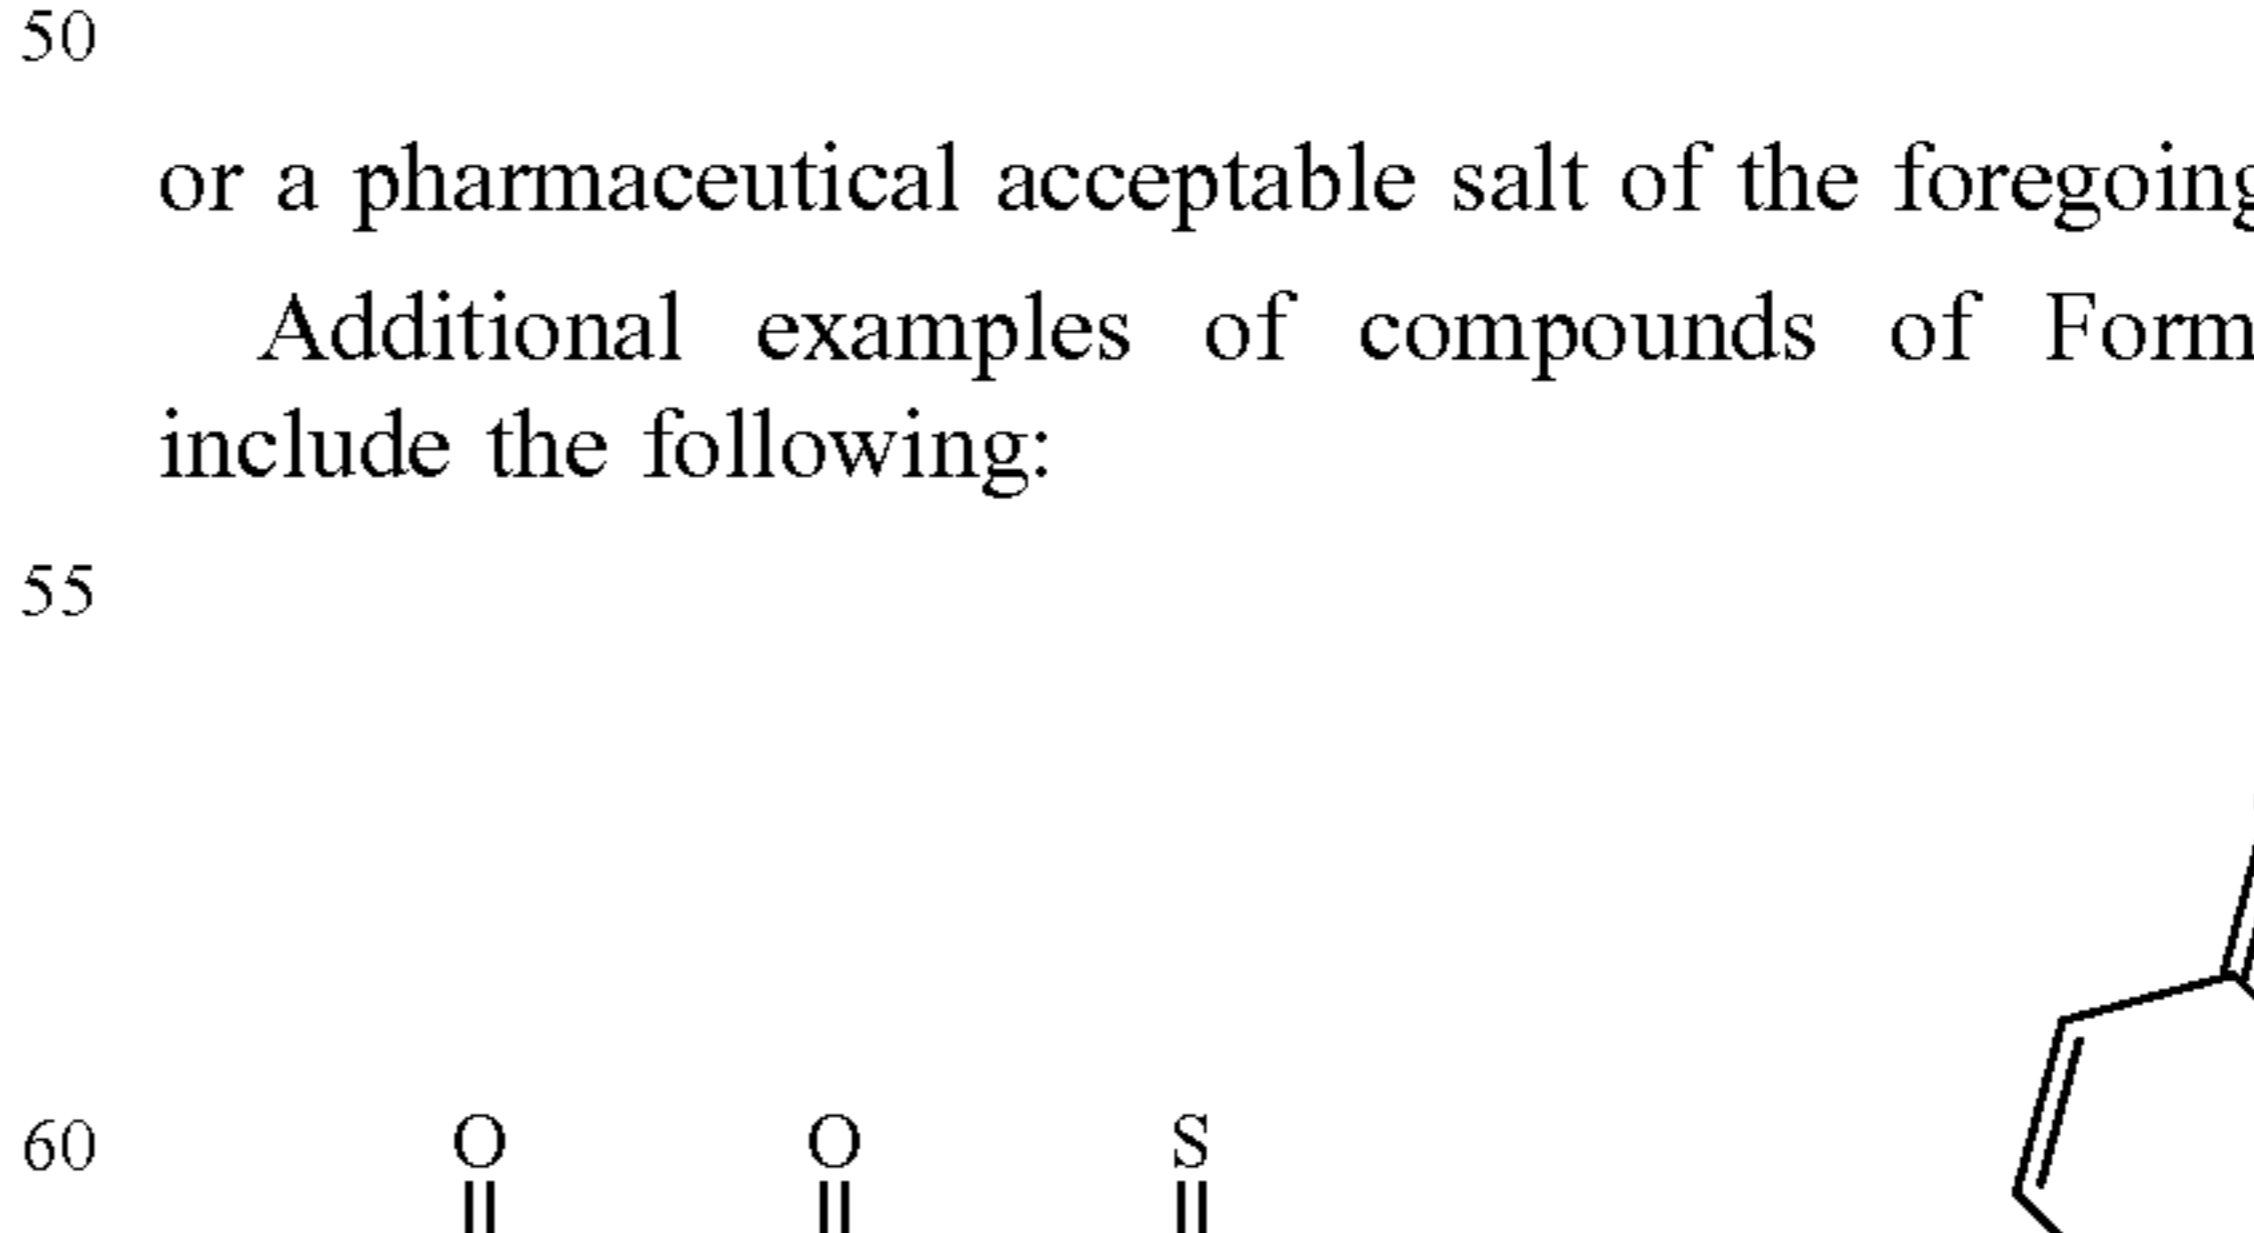 50
or a pharmaceutical acceptable salt of the foregoing
Additional examples of compounds of Form
include the following:
55
60 O O S